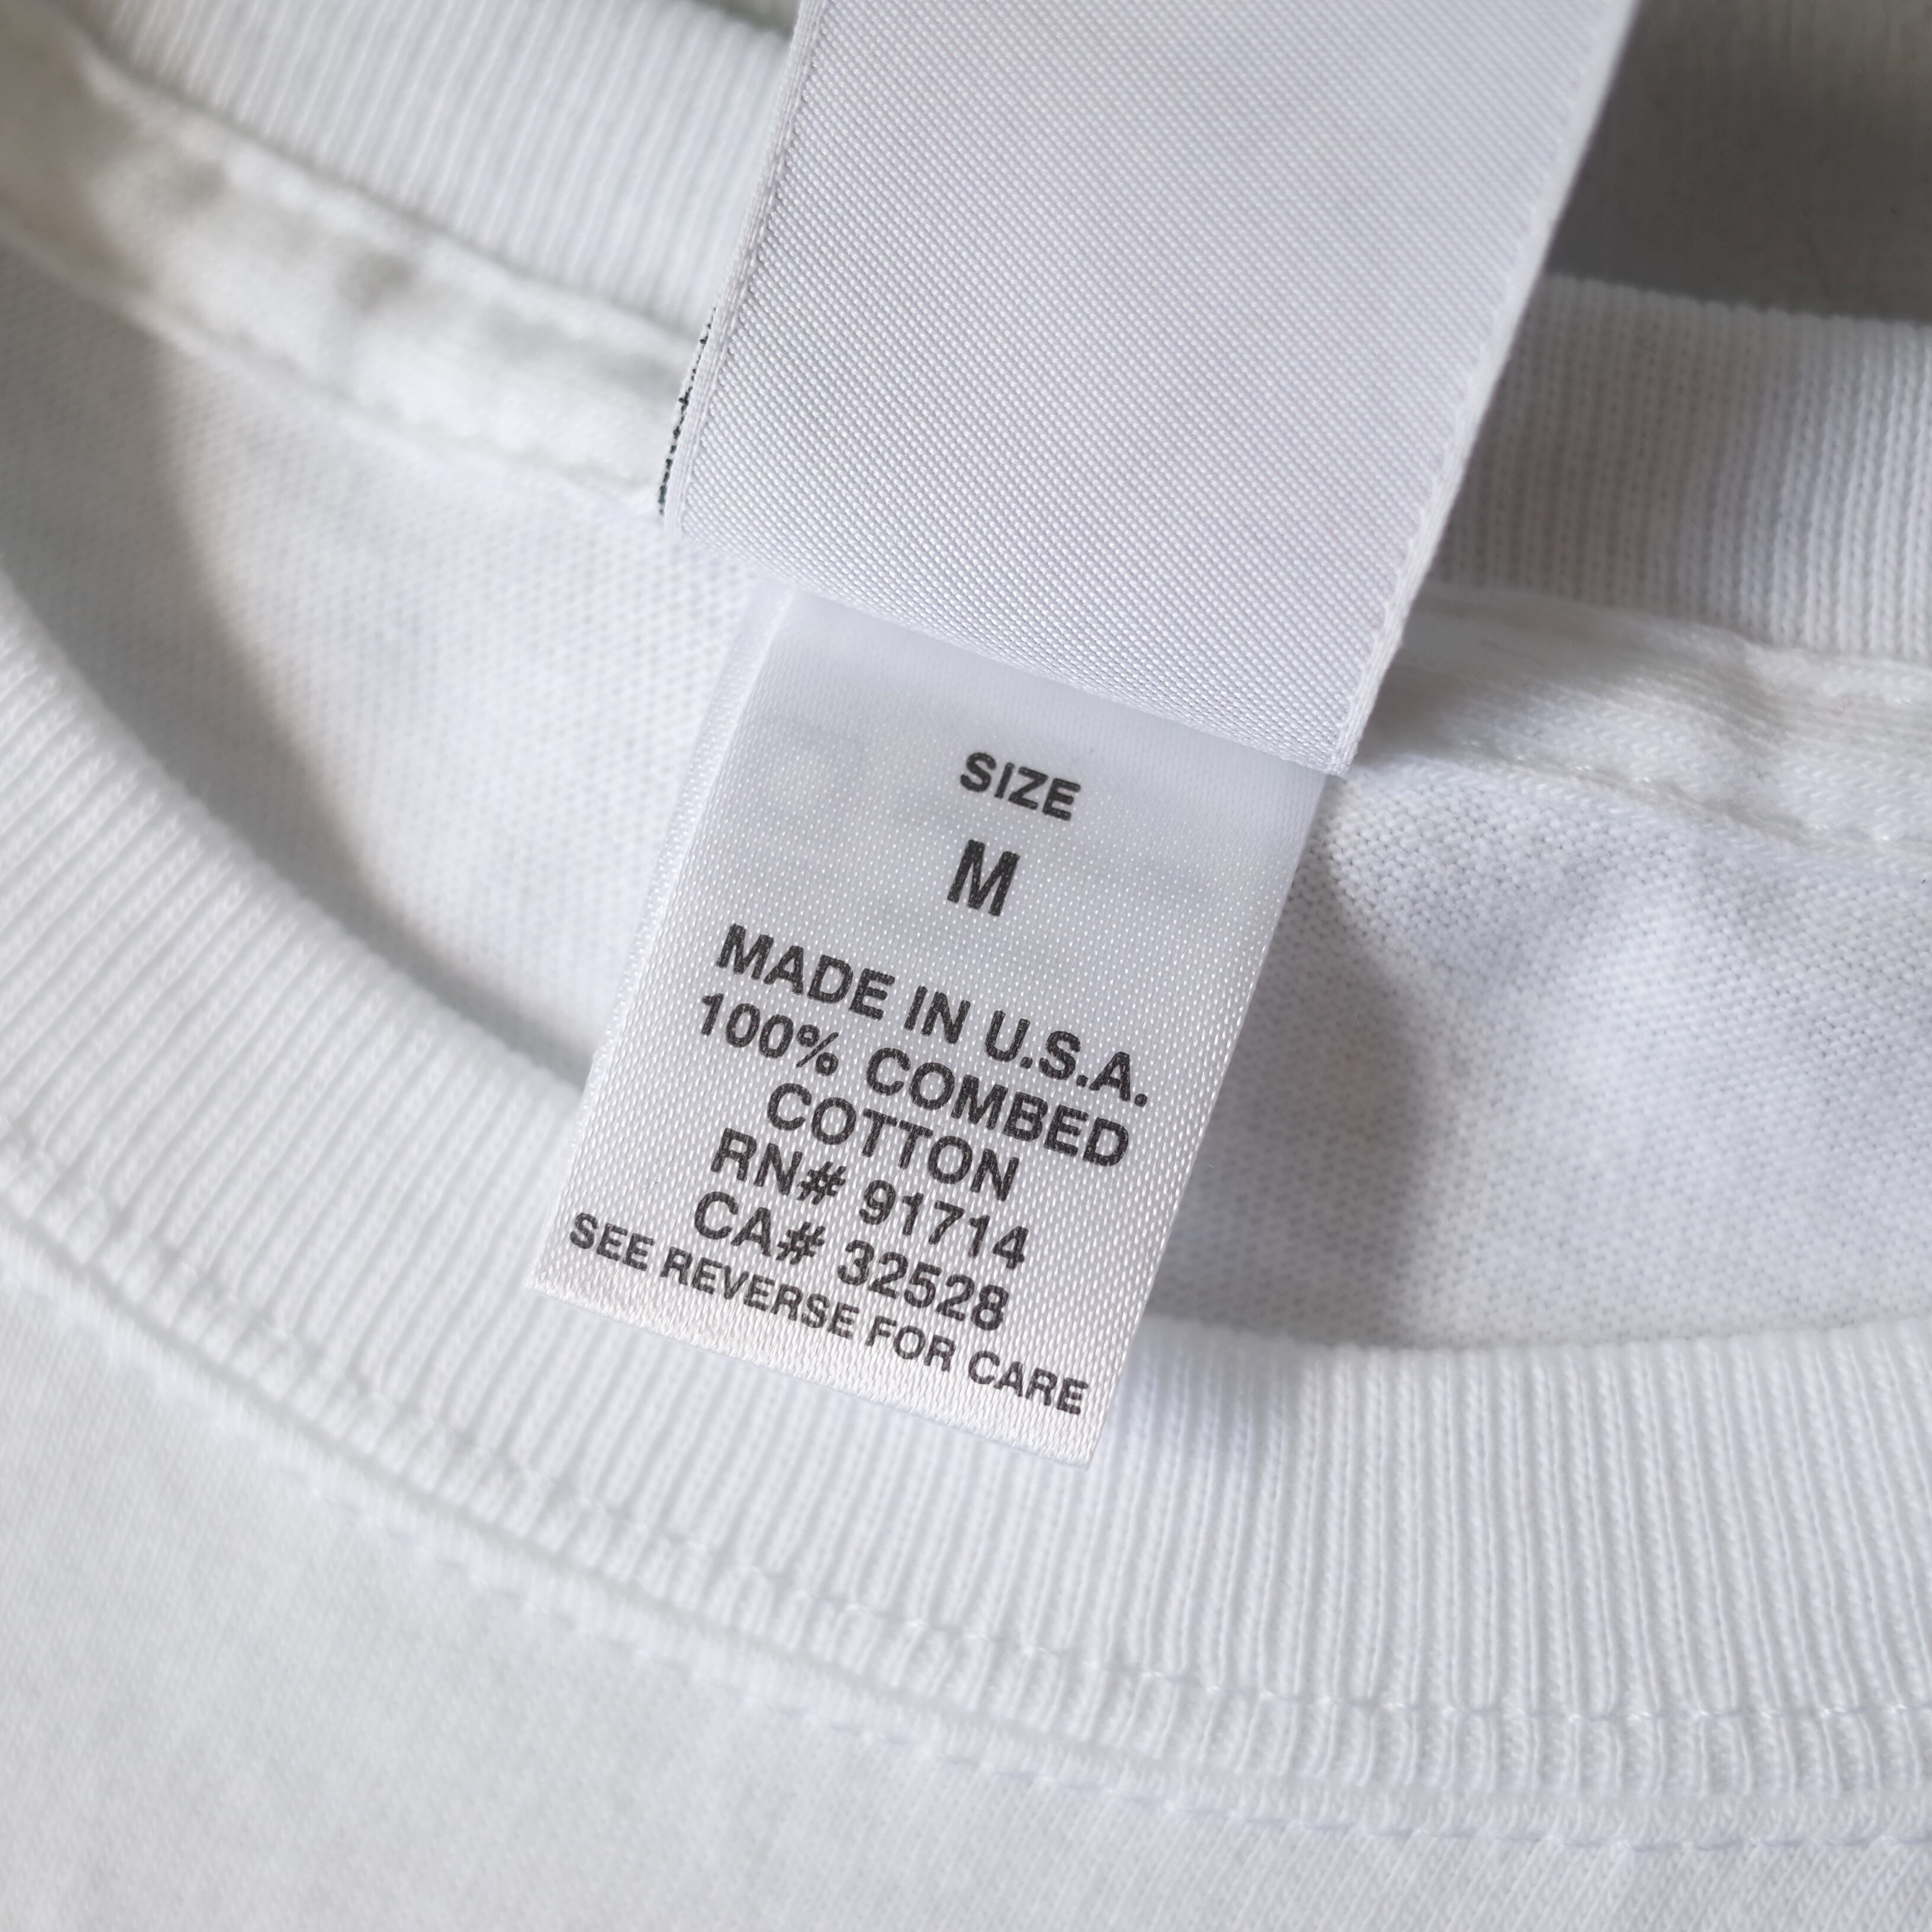 SIZE
M
MADE IN U.S.A.
100% COMBED
COTTON
RN# 91714
CA# 32528
SEE REVERSE FOR CARE